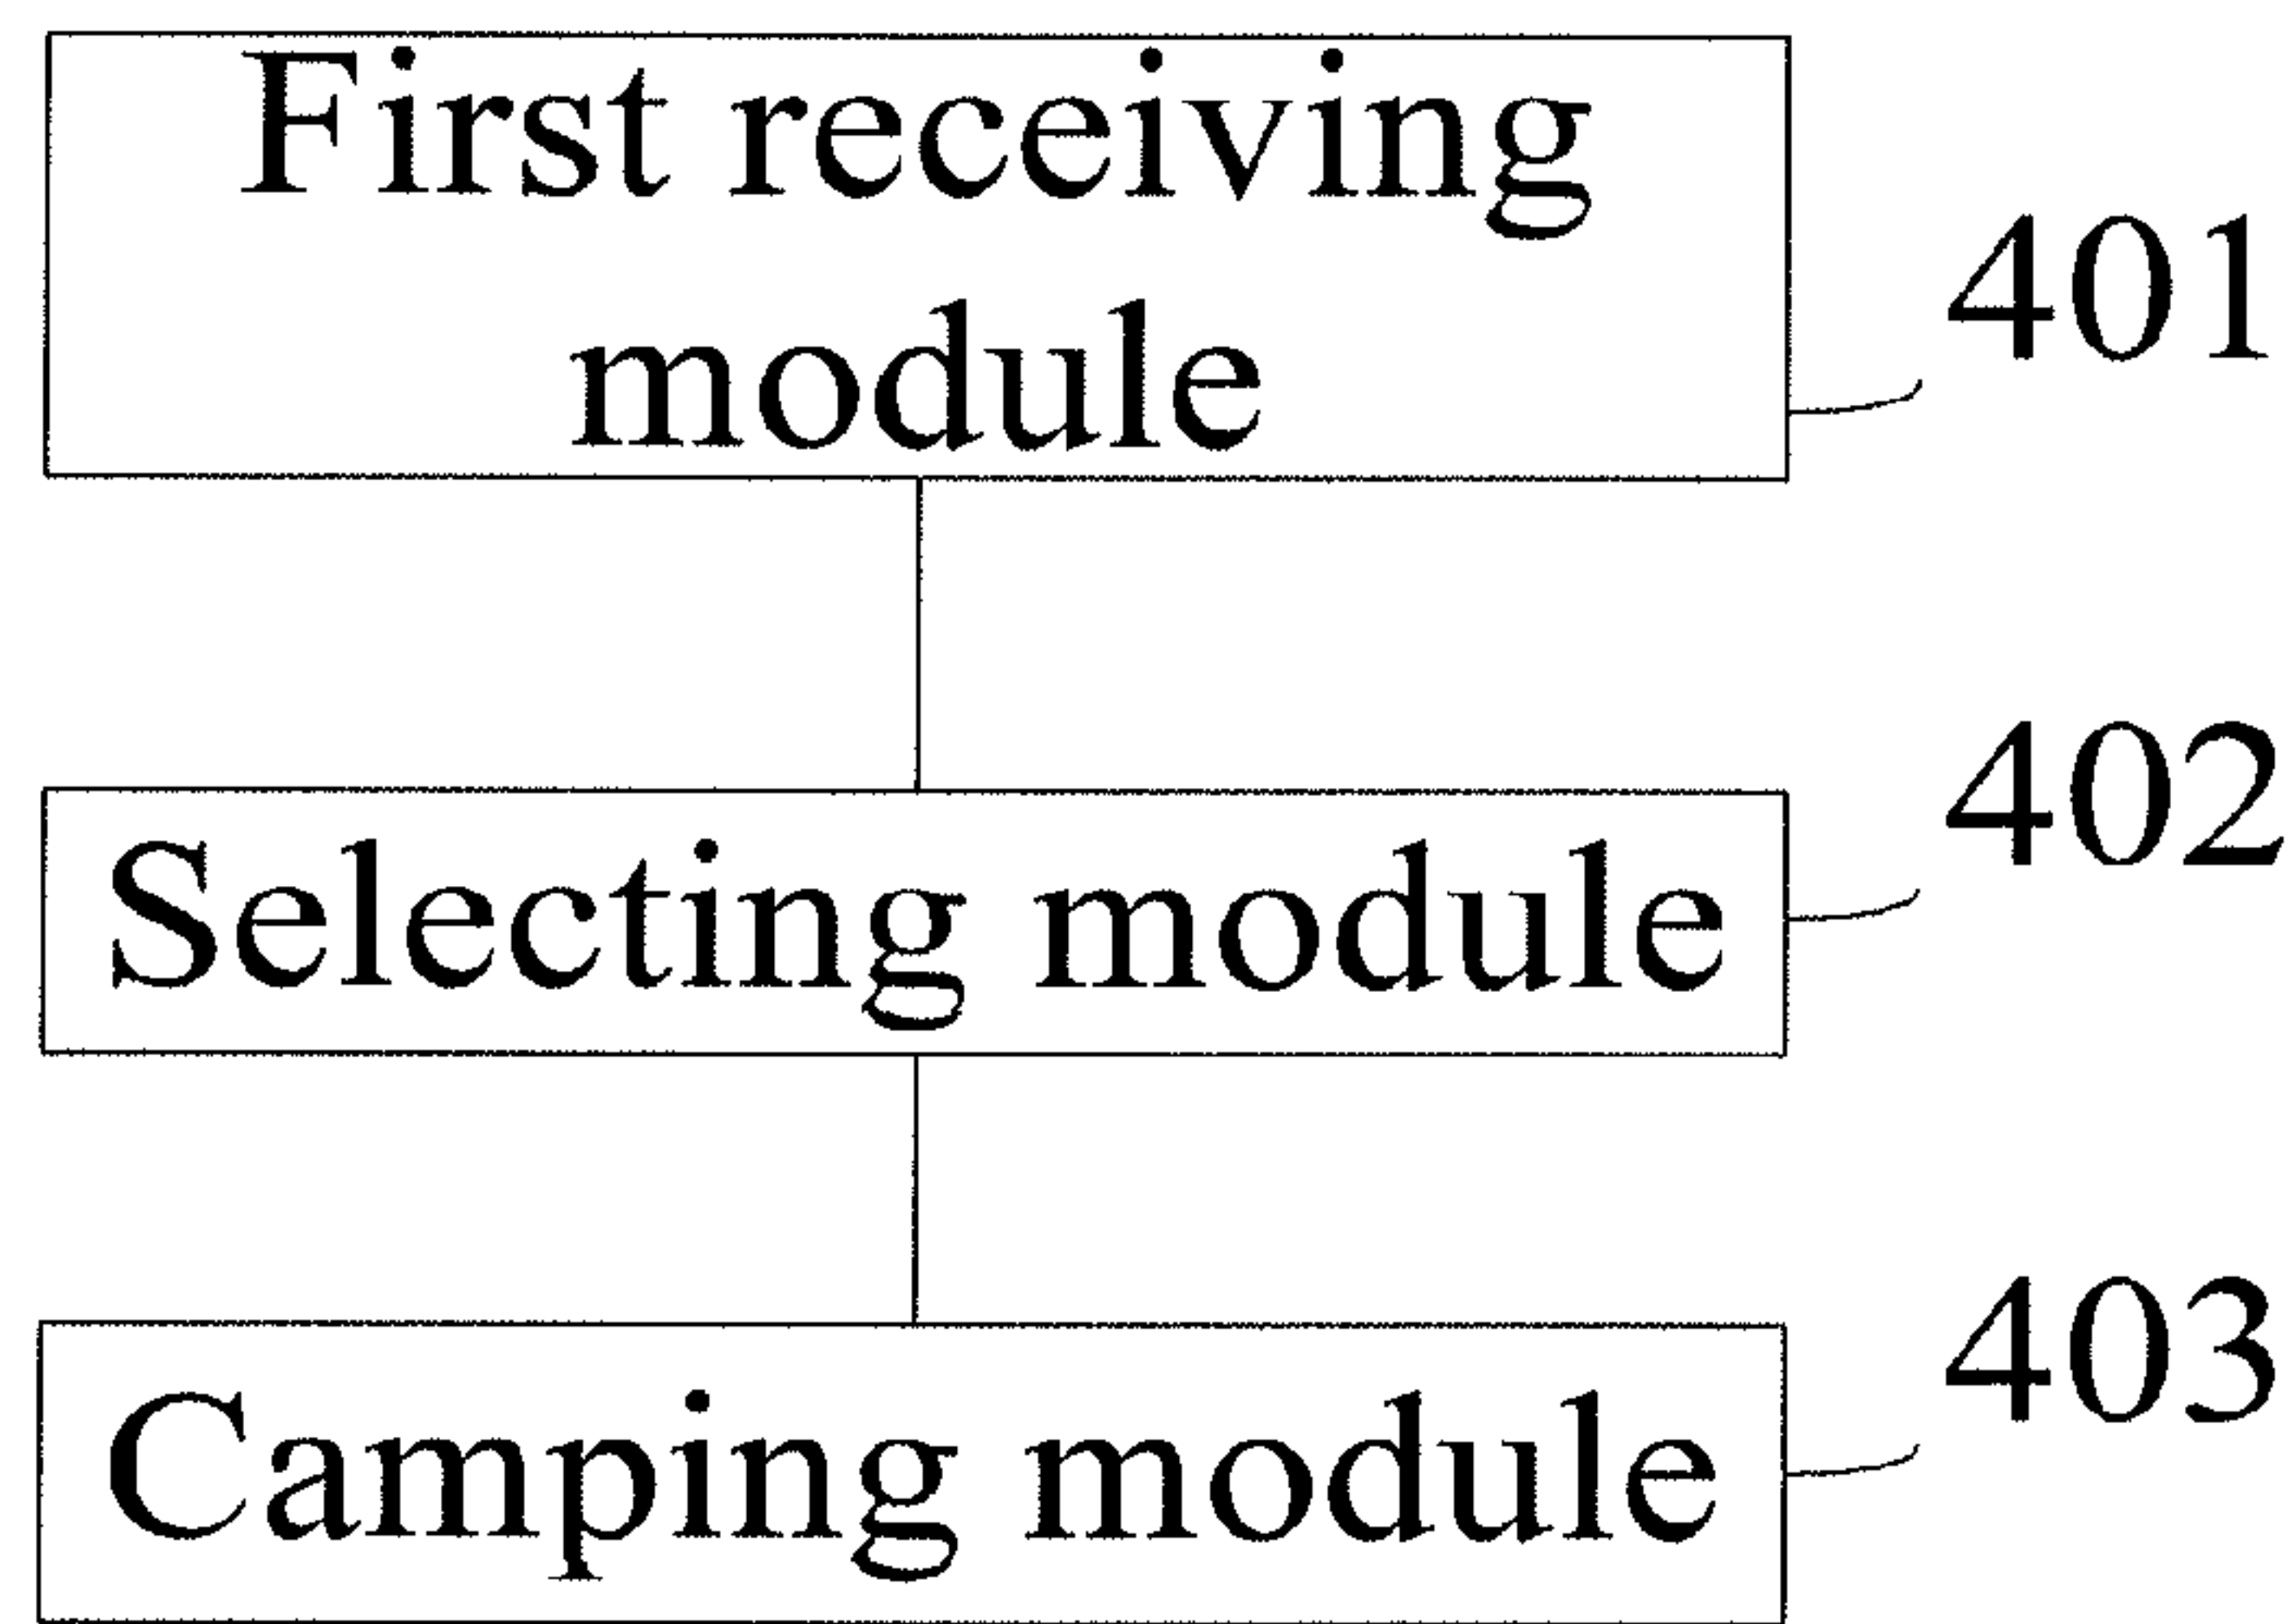 First receiving
module
401
Selecting module
402
Camping module
403